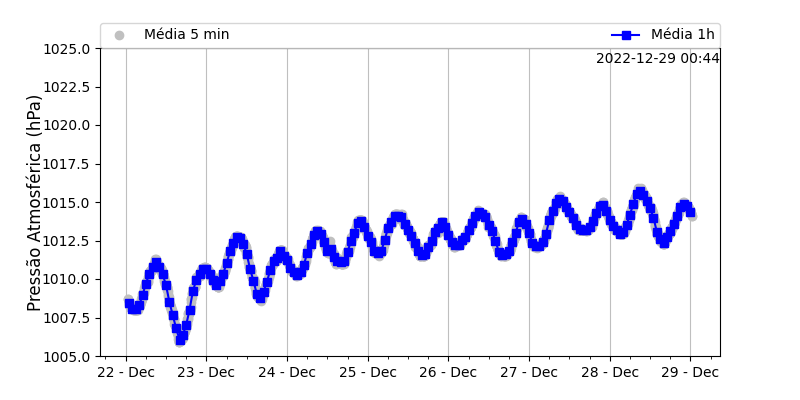 Média 5 min
Média 1h
2022-12-29 00:44
Pressão Atmosférica (hPa)
1025.0
1022.5
1020.0
1017.5
1015.0
1012.5
1010.0
1007.5
1005.0
22 - Dec
23 - Dec
24 - Dec
25 - Dec
26 - Dec
27 - Dec
28 - Dec
29 - Dec